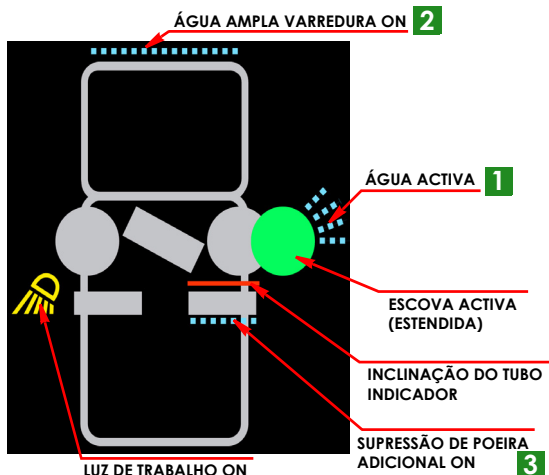 ÁGUA AMPLA VARREDURA ON 2
ÁGUA ACTIVA 1
ESCOVA ACTIVA
(ESTENDIDA)
INCLINAÇÃO DO TUBO
INDICADOR
SUPRESSÃO DE POEIRA
ADICIONAL ON 3
LUZ DE TRABALHO ON